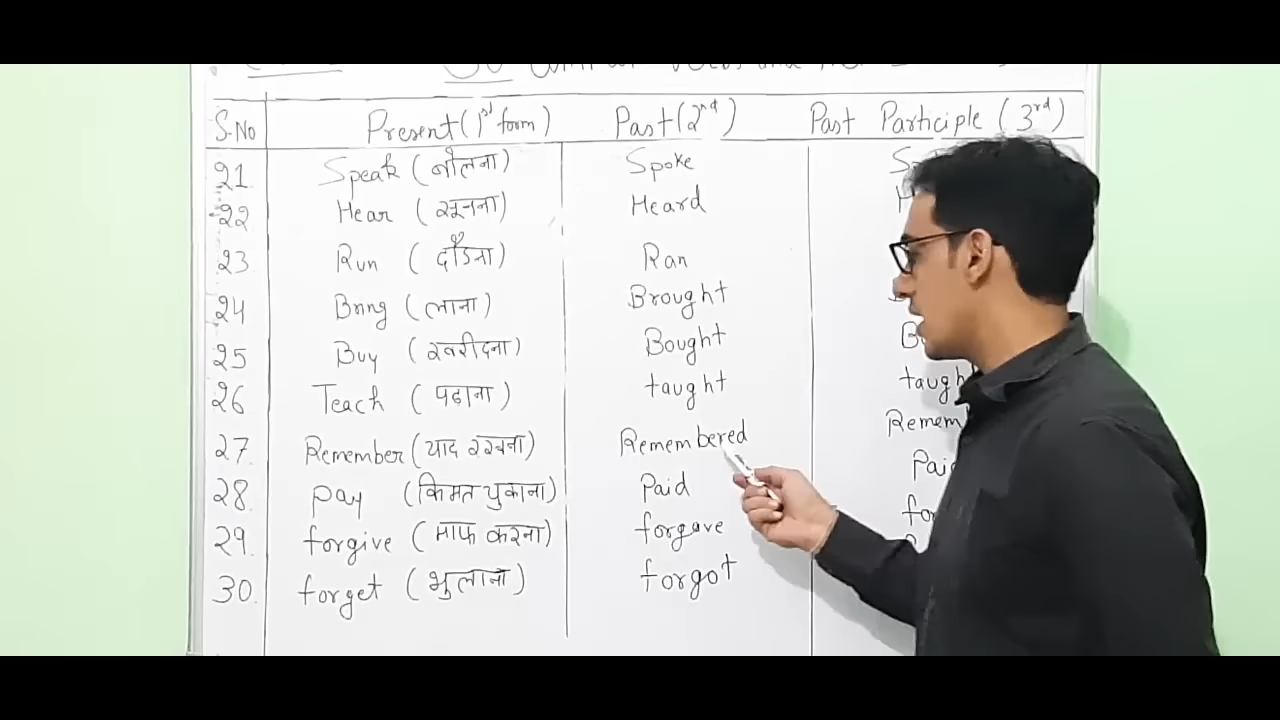 S.No Present (1st form) Past (2nd) Past Participle (3rd)
21 Speak (बोलना) Spoke
22 Hear (सूनना) Heard
23 Run (दौडना) Ran
24 Bring (लाना) Brought
25 Buy (खरीदना) Bought
26 Teach (पढ़ाना) taught taught
27. Remember (याद रखना) Remembered
28 pay (किमत चुकाना) Paid
29. forgive (माफ करना) forgave
30. forget (भुलाना) forgot